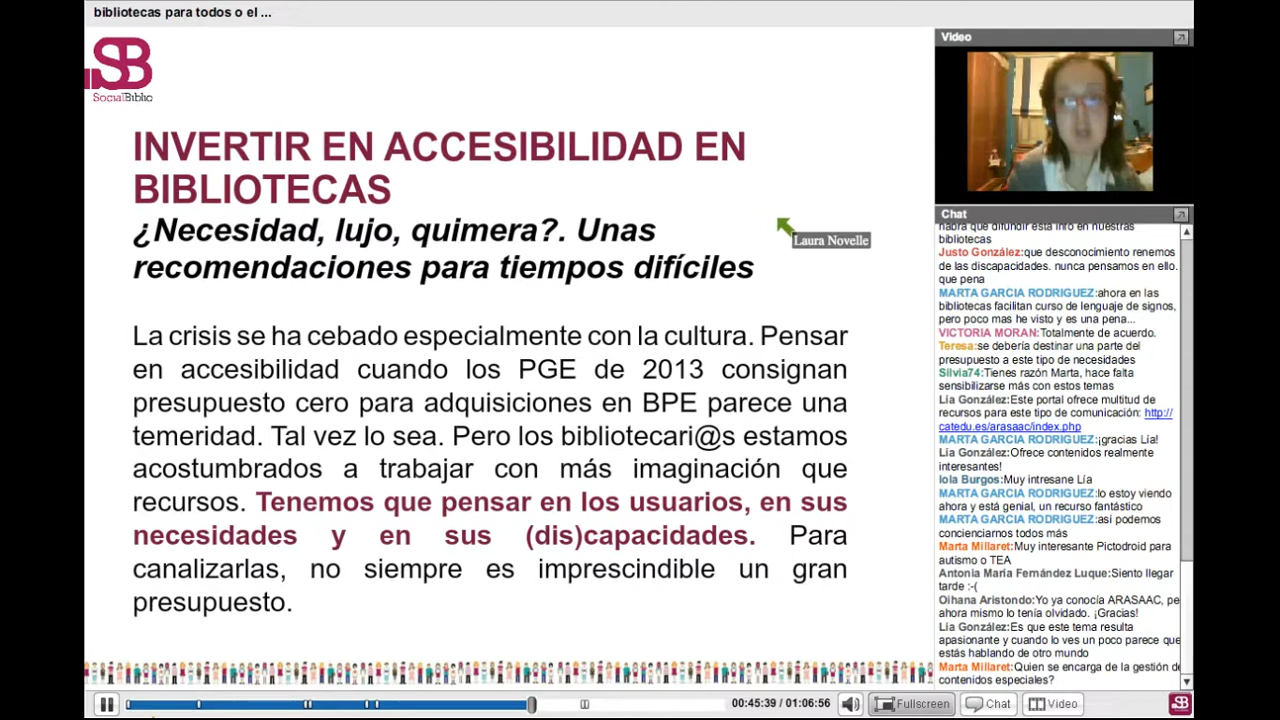 bibliotecas para todos o el ...
SB
SocialBiblio
INVERTIR EN ACCESIBILIDAD EN
BIBLIOTECAS
¿Necesidad, lujo, quimera?. Unas
recomendaciones para tiempos difíciles
Laura Novelle
La crisis se ha cebado especialmente con la cultura. Pensar
en accesibilidad cuando los PGE de 2013 consignan
presupuesto cero para adquisiciones en BPE parece una
temeridad. Tal vez lo sea. Pero los bibliotecari@s estamos
acostumbrados a trabajar con más imaginación que
recursos. Tenemos que pensar en los usuarios, en sus
necesidades y en sus (dis)capacidades. Para
canalizarlas, no siempre es imprescindible un gran
presupuesto.
Video
Chat
habrá que difundir esta info en nuestras
bibliotecas
Justo González:que desconocimiento renemos
de las discapacidades. nunca pensamos en ello.
que pena
MARTA GARCIA RODRIGUEZ:ahora en las
bibliotecas facilitan curso de lenguaje de signos,
pero poco mas he visto y es una pena...
VICTORIA MORAN:Totalmente de acuerdo.
Teresa:se debería destinar una parte del
presupuesto a este tipo de necesidades
Silvia74:Tienes razón Marta, hace falta
sensibilizarse más con estos temas
Lía González:Este portal ofrece multitud de
recursos para este tipo de comunicación: http://
catedu.es/arasaac/index.php
MARTA GARCIA RODRIGUEZ:¡gracias Lía!
Lía González:Ofrece contenidos realmente
interesantes!
lola Burgos:Muy intresane Lía
MARTA GARCIA RODRIGUEZ:lo estoy viendo
ahora y está genial, un recurso fantástico
MARTA GARCIA RODRIGUEZ:así podemos
concienciarnos todos más
Marta Millaret:Muy interesante Pictodroid para
autismo o TEA
Antonia María Fernández Luque:Siento llegar
tarde :-(
Oihana Aristondo:Yo ya conocía ARASAAC, pe
ahora mismo lo tenía olvidado. ¡Gracias!
Lía González:Es que este tema resulta
apasionante y cuando lo ves un poco parece que
estás hablando de otro mundo
Marta Millaret:Quien se encarga de la gestión de
contenidos especiales?
00:45:39 / 01:06:56
Fullscreen
Chat
Video
SB